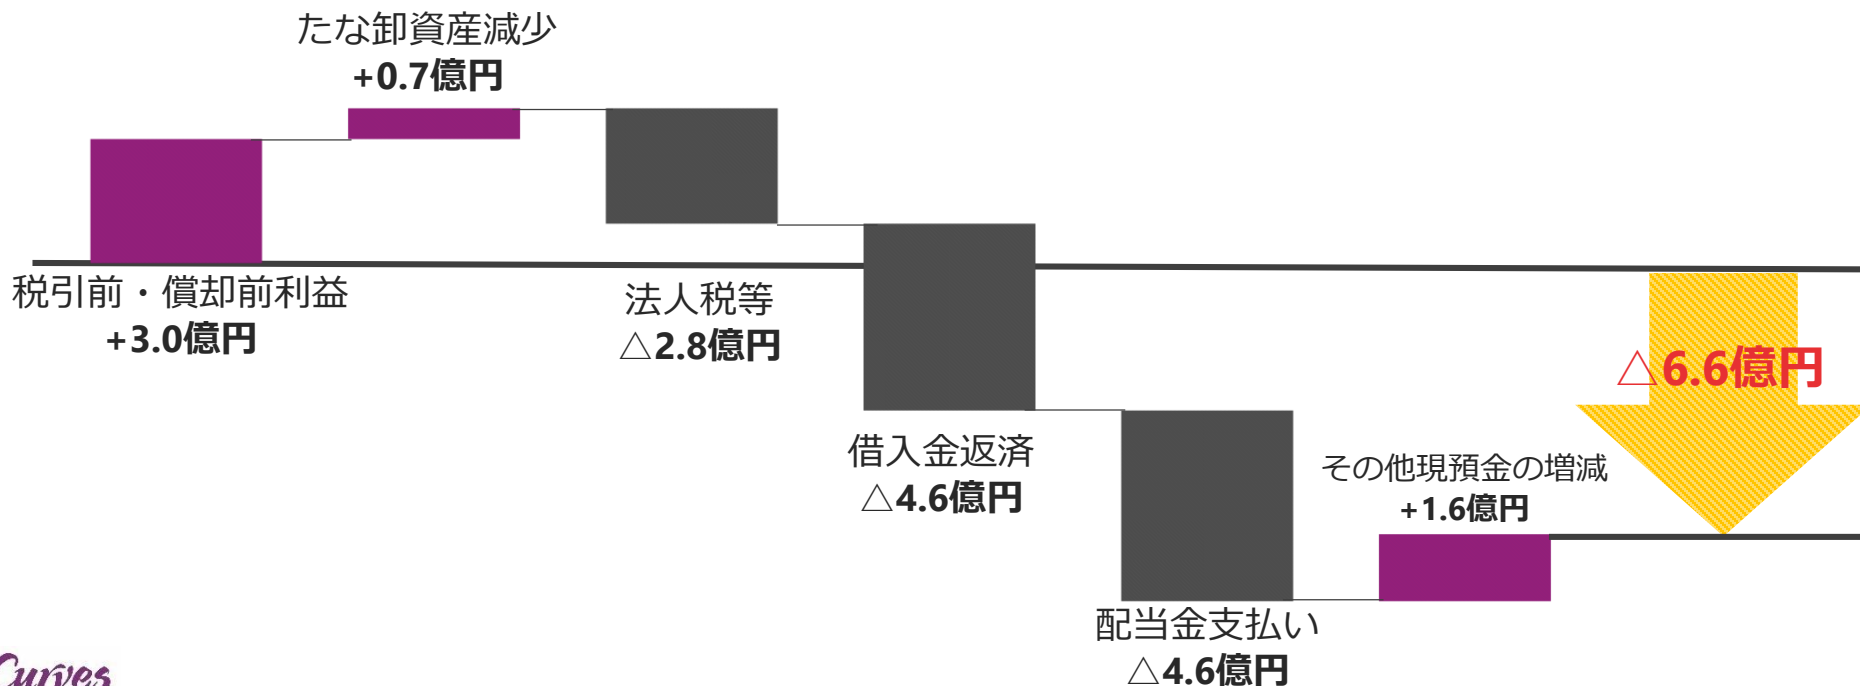 たな卸資産減少
+0.7億円
税引前・償却前利益
+3.0億円
法人税等
△2.8億円
借入金返済
△4.6億円
配当金支払い
△4.6億円
その他現預金の増減
+1.6億円
△6.6億円
Curves